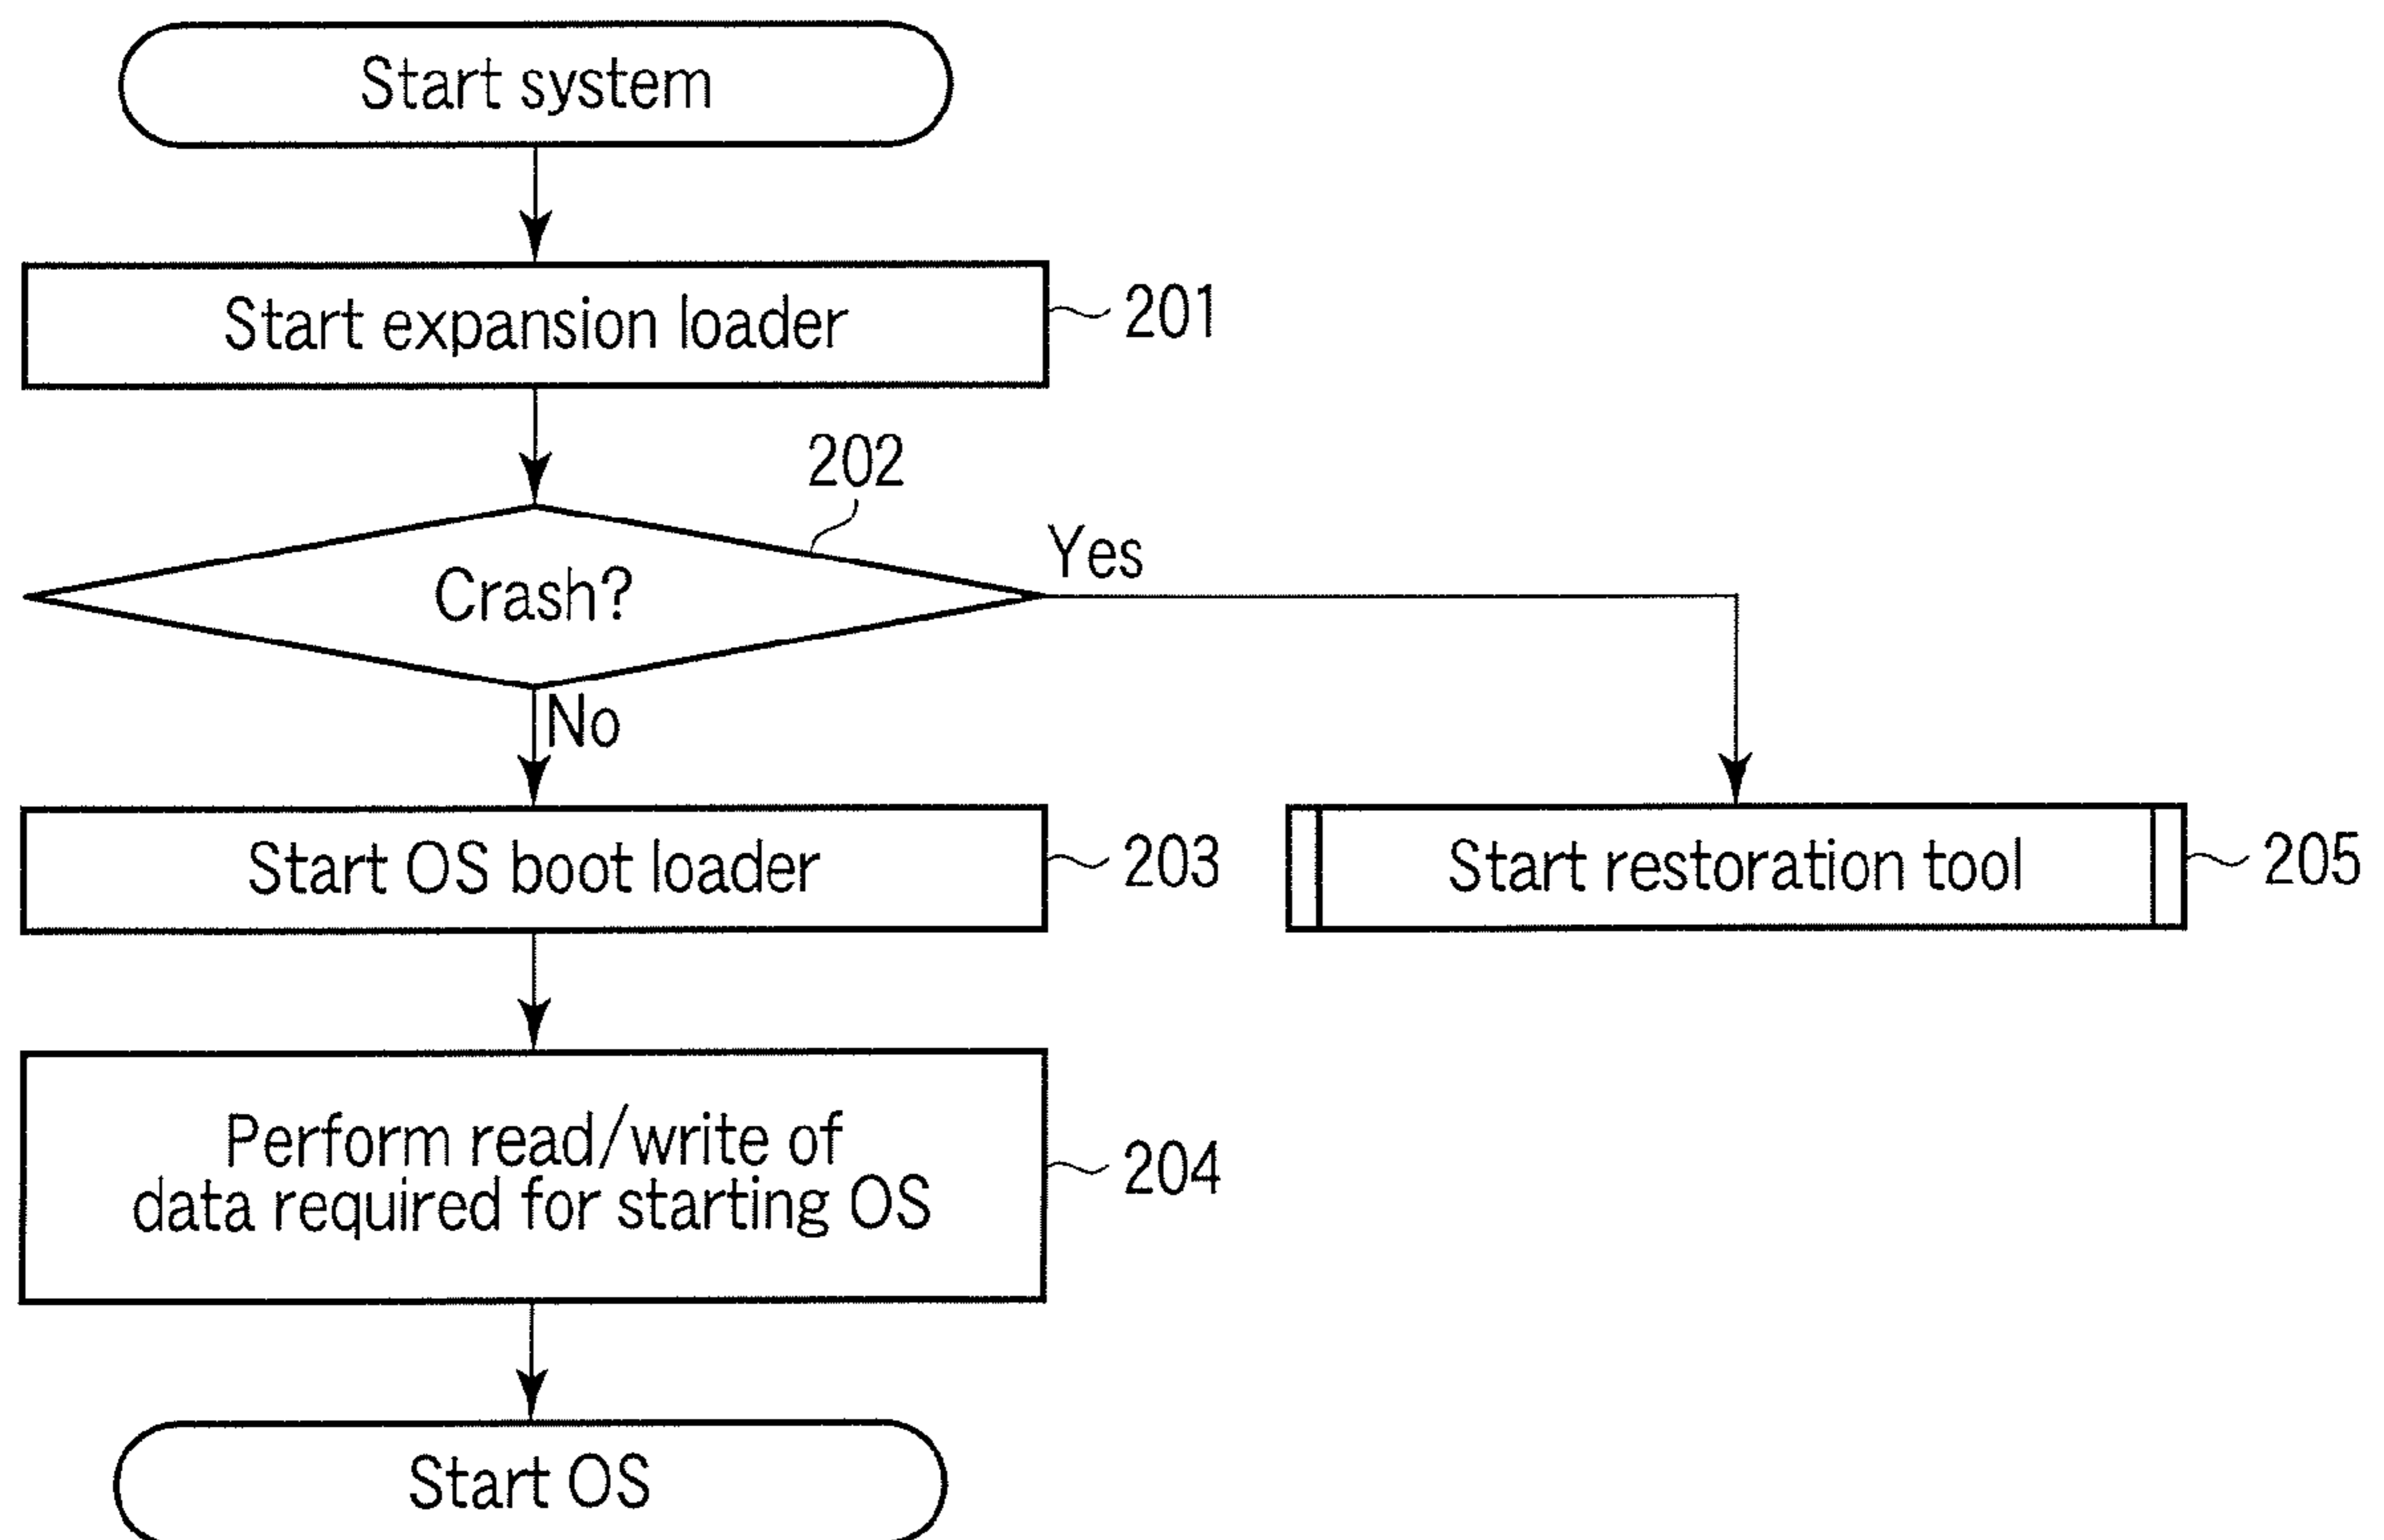 Start system
Start expansion loader
201
202
Crash?
Yes
No
Start OS boot loader
203
Start restoration tool
205
Perform read/write of
data required for starting OS
204
Start OS